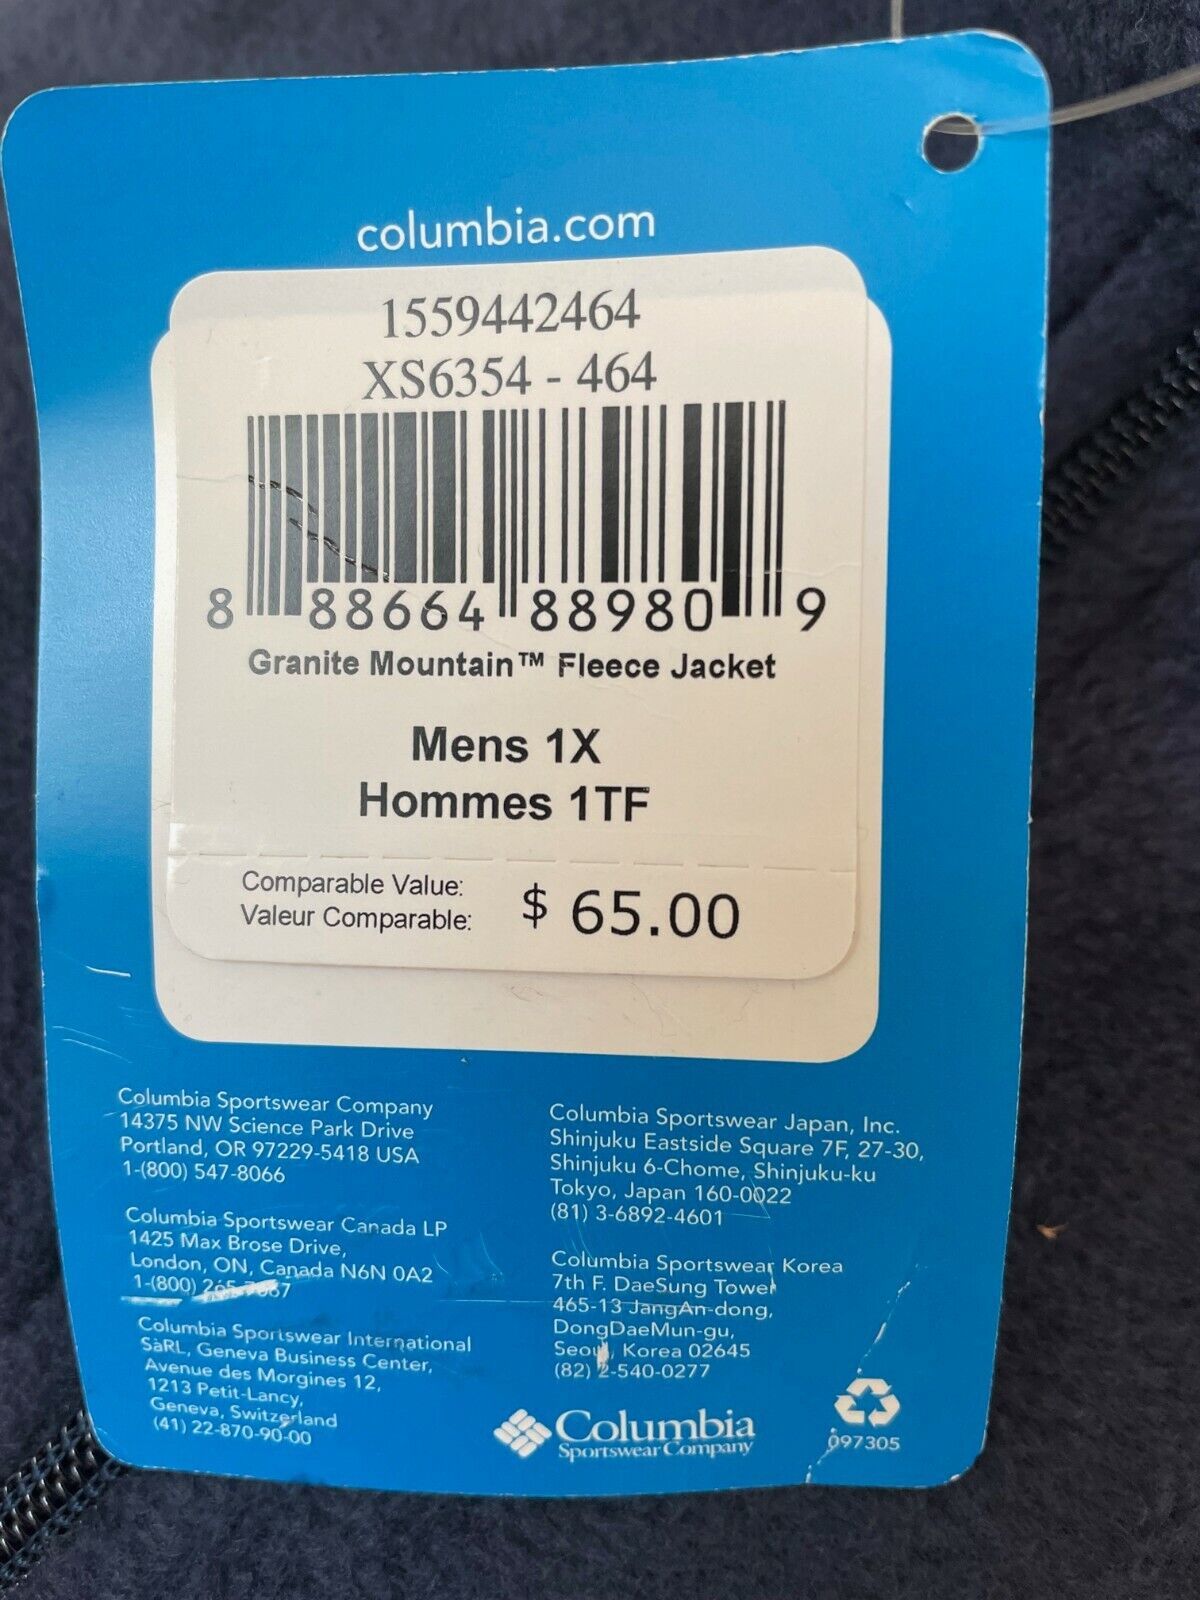 columbia.com
1559442464
XS6354 - 464
8 88664 88980 9
Granite Mountain™ Fleece Jacket
Mens 1X
Hommes 1TF
Comparable Value:
Valeur Comparable:
$ 65.00
Columbia Sportswear Company
14375 NW Science Park Drive
Portland, OR 97229-5418 USA
1-(800) 547-8066
Columbia Sportswear Canada LP
1425 Max Brose Drive,
London, ON, Canada N6N 0A2
1-(800)
Columbia Sportswear International
SàRL, Geneva Business Center,
Avenue des Morgines 12,
1213 Petit-Lancy,
Geneva, Switzerland
(41) 22-870-90-00
Columbia Sportswear Japan, Inc.
Shinjuku Eastside Square 7F, 27-30,
Shinjuku 6-Chome, Shinjuku-ku
Tokyo, Japan 160-0022
(81) 3-6892-4601
Columbia Sportswear Korea
7th F. DaeSung Tower
465-13 JangAn-dong,
DongDaeMun-gu,
Seoul, Korea 02645
(82) 2-540-0277
Columbia
Sportswear Company
097305